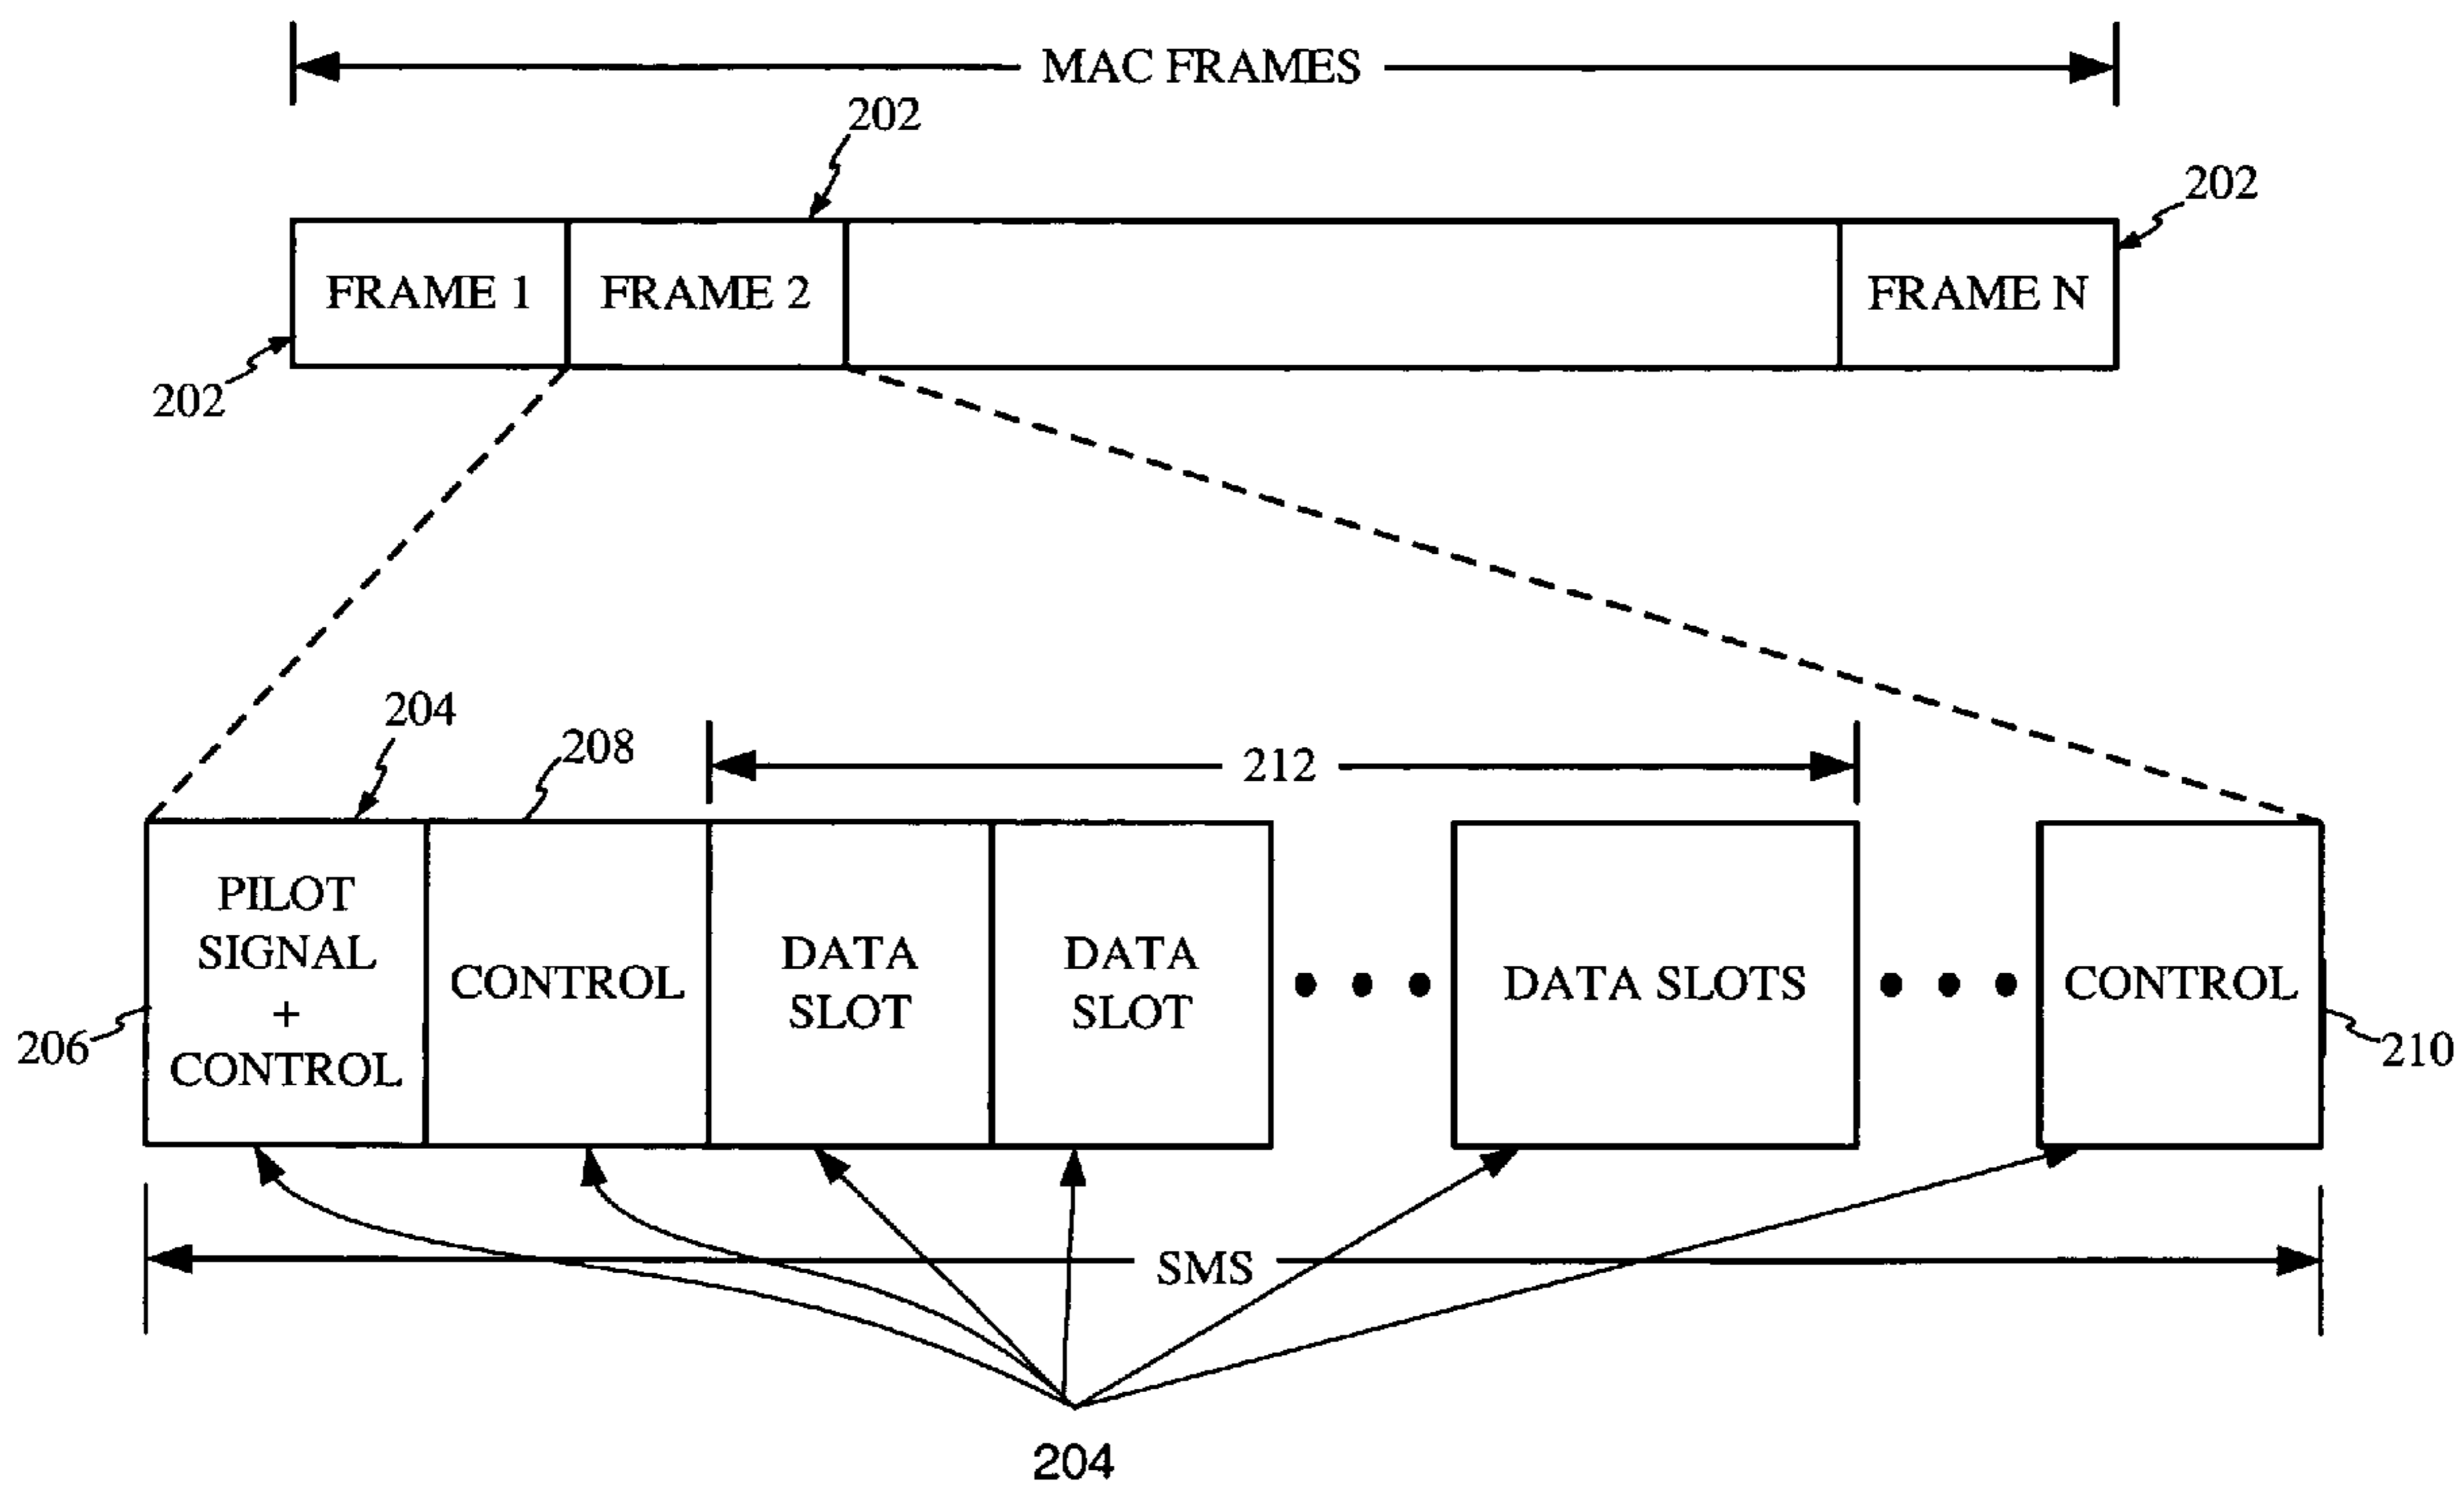 MAC FRAMES
202
202
FRAME 1
FRAME 2
FRAME N
202
204
208
212
PILOT
SIGNAL
+
CONTROL
CONTROL
DATA
SLOT
DATA
SLOT
DATA SLOTS
CONTROL
206
210
SMS
204